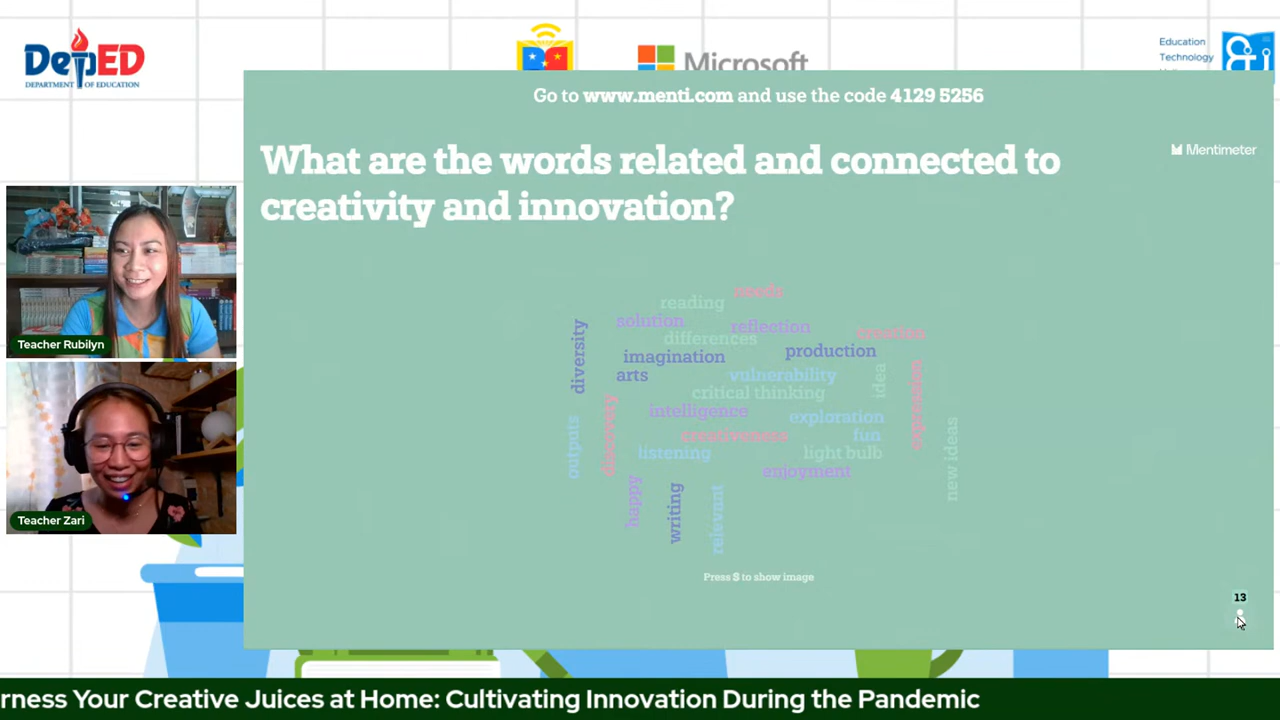 DepED
DEPARTMENT OF EDUCATION
Microsoft
Education
Technology
Go to www.menti.com and use the code 4129 5256
Mentimeter
What are the words related and connected to
creativity and innovation?
needs
reading
solution
reflection
differences
imagination
production
diversity
arts
vulnerability
idea
critical thinking
expression
intelligence
exploration
discovery
creativeness
fun
outputs
listening
light bulb
new ideas
enjoyment
happy
writing
relevant
Press S to show image
13
Teacher Rubilyn
Teacher Zari
rness Your Creative Juices at Home: Cultivating Innovation During the Pandemic